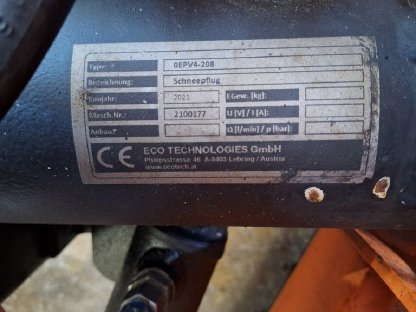 Type: 0EPV4-208
Bezeichnung: Schneepflug
Baujahr: 2021 EGew. [kg]:
Masch.Nr.: 2100177 U [V] / I [A]:
Anbau: Q [l/min] / p [bar]:
CE ECO TECHNOLOGIES GmbH
Philipsstrasse 46 A-8403 Lebring / Austria
www.ecotech.at